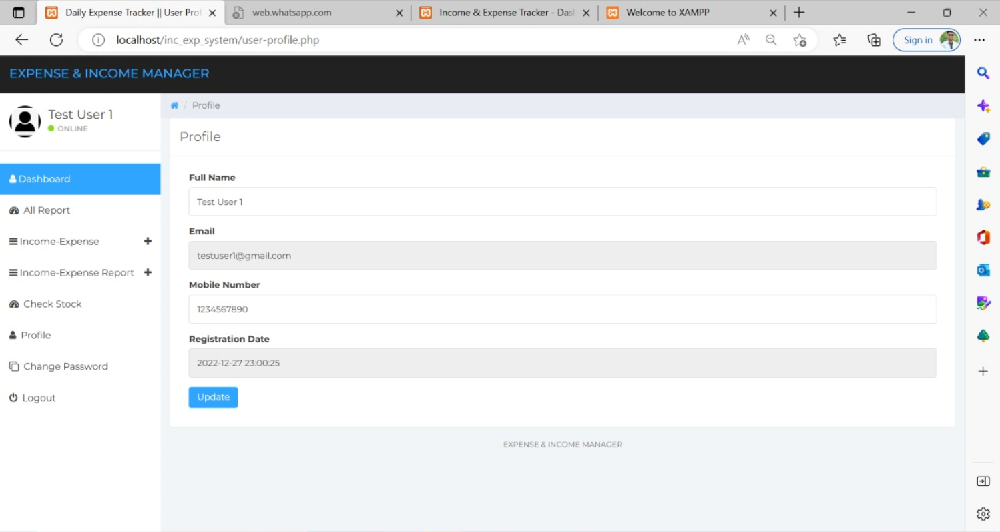 Daily Expense Tracker || User Prof
web.whatsapp.com
Income & Expense Tracker - Das
Welcome to XAMPP
localhost/inc_exp_system/user-profile.php
Sign in
EXPENSE & INCOME MANAGER
Test User 1
ONLINE
/ Profile
Profile
Dashboard
All Report
Income-Expense
Income-Expense Report
Check Stock
Profile
Change Password
Logout
Full Name
Test User 1
Email
testuser1@gmail.com
Mobile Number
1234567890
Registration Date
2022-12-27 23:00:25
Update
EXPENSE & INCOME MANAGER